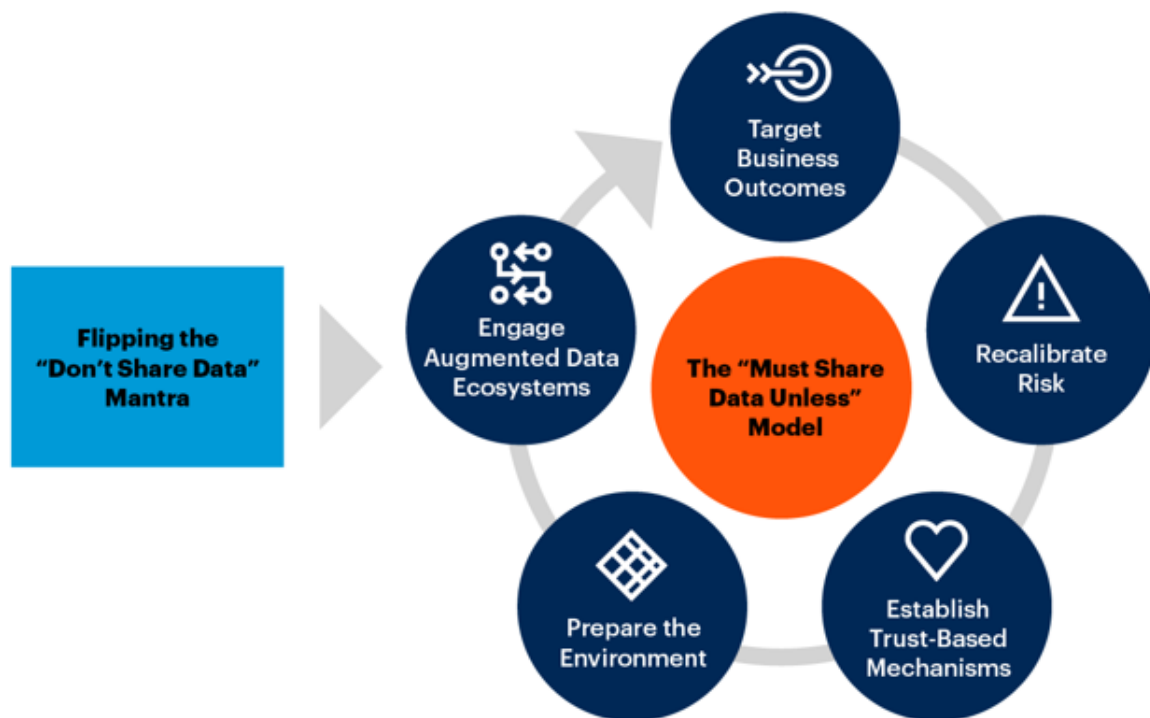 Flipping the
“Don’t Share Data”
Mantra
Target
Business
Outcomes
Recalibrate
Risk
Establish
Trust-Based
Mechanisms
Prepare the
Environment
Engage
Augmented Data
Ecosystems
The “Must Share
Data Unless”
Model